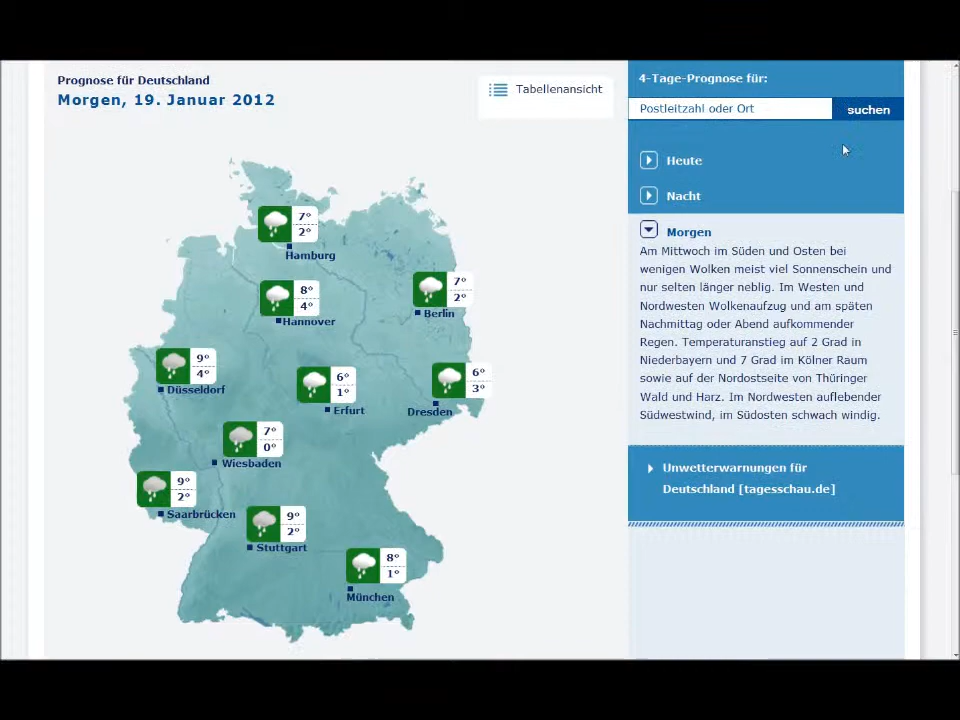 Prognose für Deutschland
Morgen, 19. Januar 2012
Tabellenansicht
7°
2°
Hamburg
8°
4°
Hannover
7°
2°
Berlin
9°
4°
Düsseldorf
6°
1°
Erfurt
6°
3°
Dresden
7°
0°
Wiesbaden
9°
2°
Saarbrücken
9°
2°
Stuttgart
8°
1°
München
4-Tage-Prognose für:
Postleitzahl oder Ort
suchen
Heute
Nacht
Morgen
Am Mittwoch im Süden und Osten bei
wenigen Wolken meist viel Sonnenschein und
nur selten länger neblig. Im Westen und
Nordwesten Wolkenaufzug und am späten
Nachmittag oder Abend aufkommender
Regen. Temperaturanstieg auf 2 Grad in
Niederbayern und 7 Grad im Kölner Raum
sowie auf der Nordostseite von Thüringer
Wald und Harz. Im Nordwesten auflebender
Südwestwind, im Südosten schwach windig.
Unwetterwarnungen für
Deutschland [tagesschau.de]